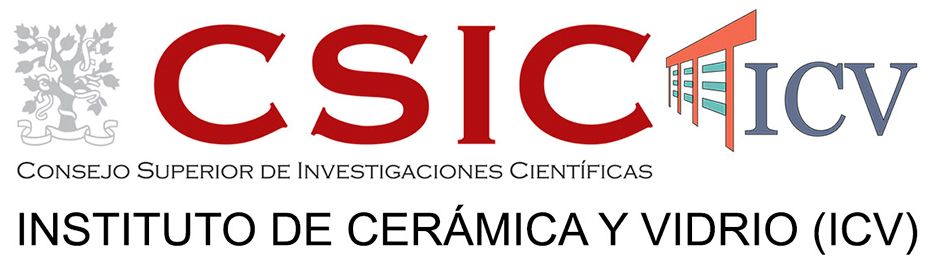 CSIC ICV
CONSEJO SUPERIOR DE INVESTIGACIONES CIENTÍFICAS
INSTITUTO DE CERÁMICA Y VIDRIO (ICV)